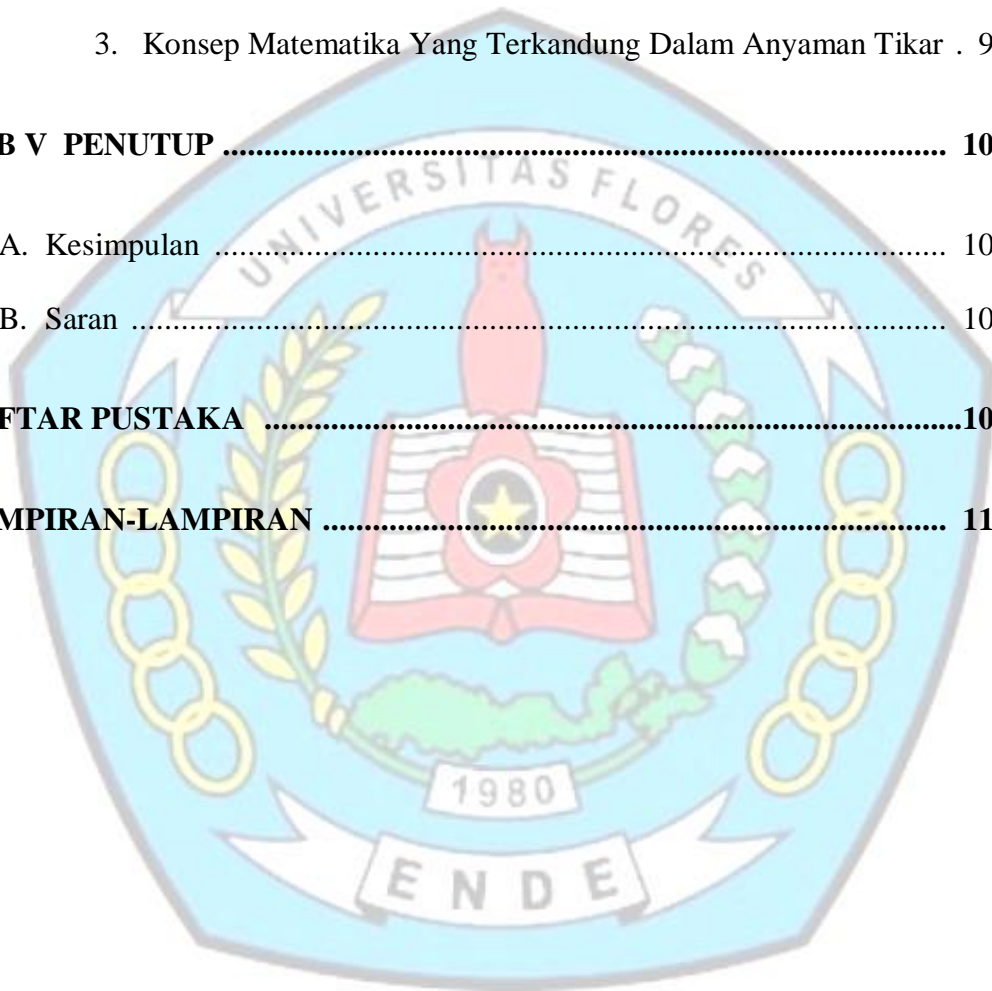 3. Konsep Matematika Yang Terkandung Dalam Anyaman Tikar . 9
B V PENUTUP ........................................................................................ 10
UNIVERSITAS FLORES
A. Kesimpulan ......................................................................................... 10
B. Saran ................................................................................................... 10
FTAR PUSTAKA ........................................................................................10
MPIRAN-LAMPIRAN ............................................................................ 11
1980
ENDE